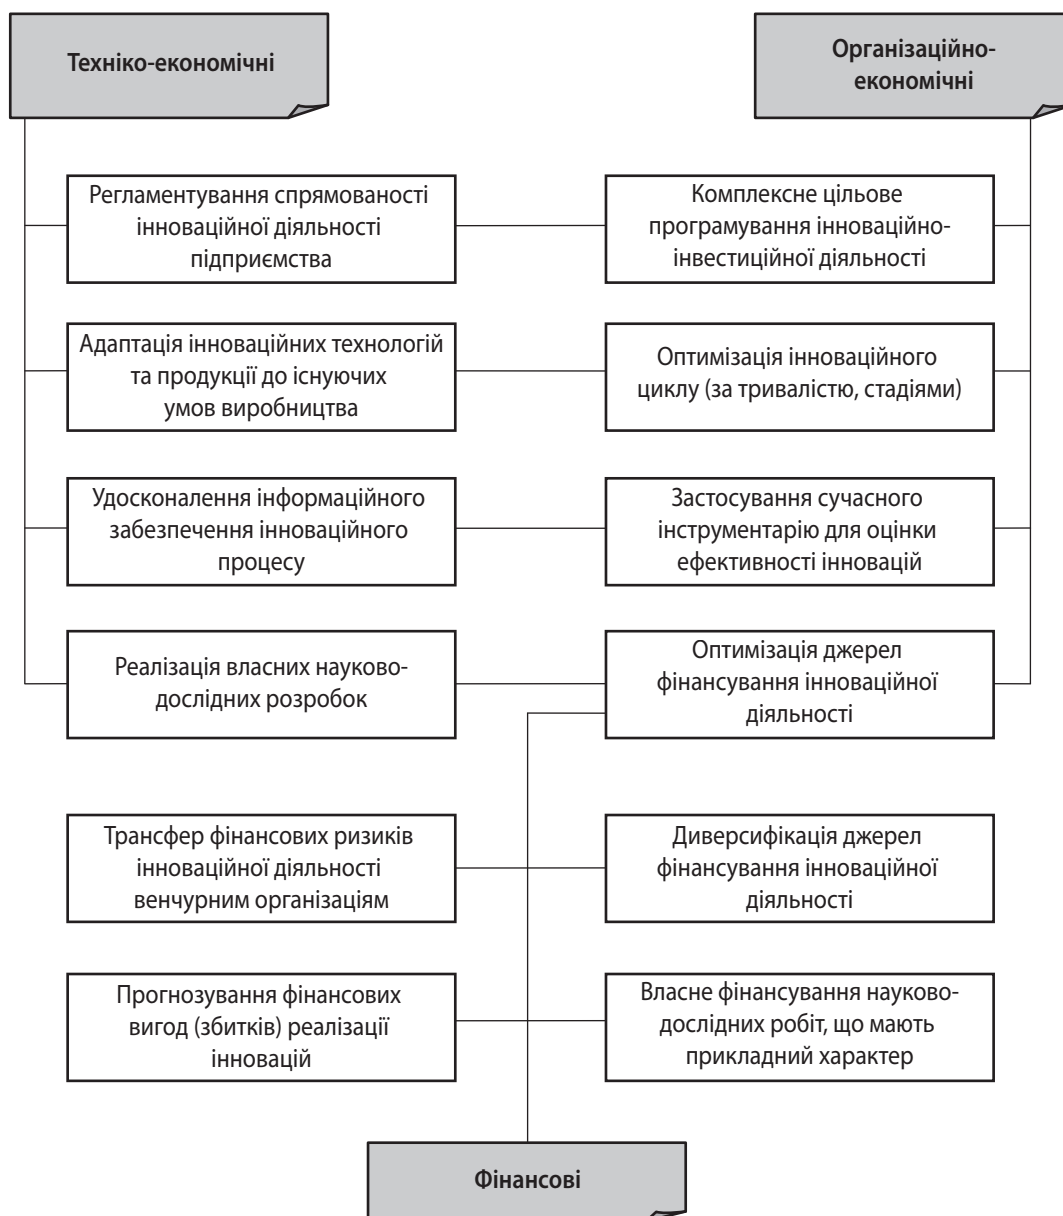 Техніко-економічні
Організаційно-
економічні
Регламентування спрямованості
інноваційної діяльності
підприємства
Комплексне цільове
програмування інноваційно-
інвестиційної діяльності
Адаптація інноваційних технологій
та продукції до існуючих
умов виробництва
Оптимізація інноваційного
циклу (за тривалістю, стадіями)
Удосконалення інформаційного
забезпечення інноваційного
процесу
Застосування сучасного
інструментарію для оцінки
ефективності інновацій
Реалізація власних науково-
дослідних розробок
Оптимізація джерел
фінансування інноваційної
діяльності
Трансфер фінансових ризиків
інноваційної діяльності
венчурним організаціям
Диверсифікація джерел
фінансування інноваційної
діяльності
Прогнозування фінансових
вигод (збитків) реалізації
інновацій
Власне фінансування науково-
дослідних робіт, що мають
прикладний характер
Фінансові